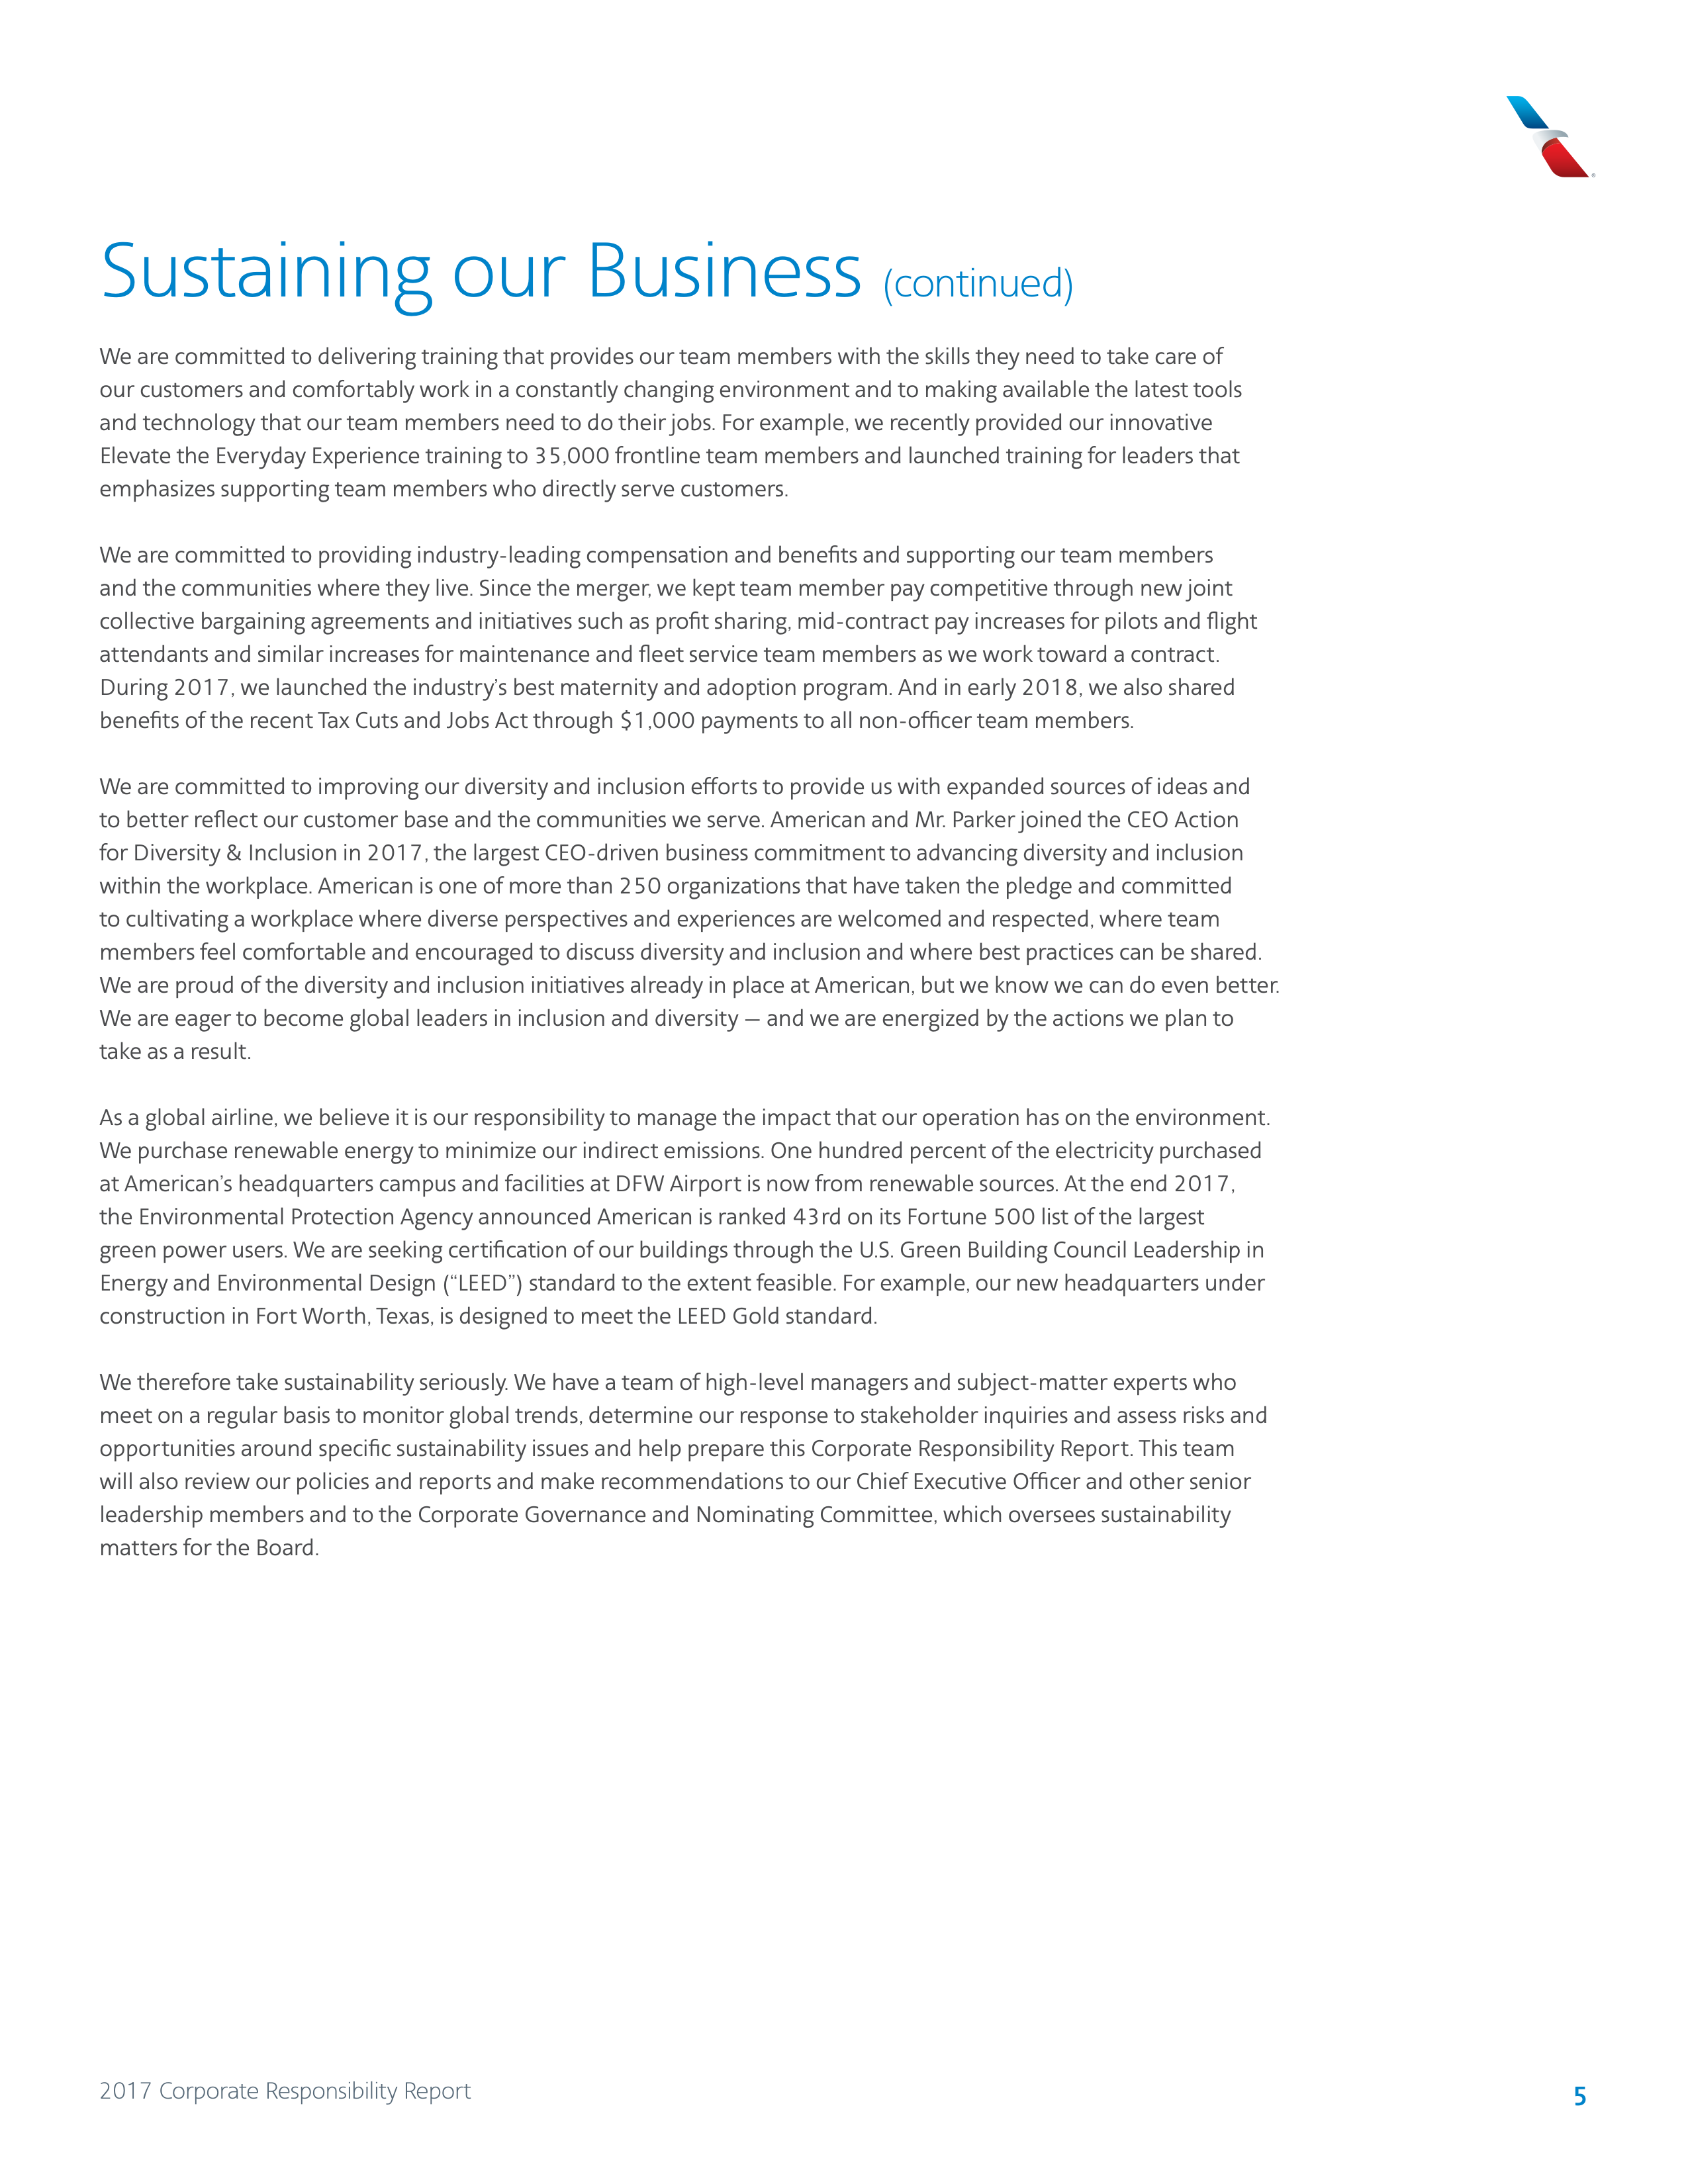 Sustaining our Business (continued)
We are committed to delivering training that provides our team members with the skills they need to take care of
our customers and comfortably work in a constantly changing environment and to making available the latest tools
and technology that our team members need to do their jobs. For example, we recently provided our innovative
Elevate the Everyday Experience training to 35,000 frontline team members and launched training for leaders that
emphasizes supporting team members who directly serve customers.
We are committed to providing industry-leading compensation and benefits and supporting our team members
and the communities where they live. Since the merger, we kept team member pay competitive through new joint
collective bargaining agreements and initiatives such as profit sharing, mid-contract pay increases for pilots and flight
attendants and similar increases for maintenance and fleet service team members as we work toward a contract.
During 2017, we launched the industry’s best maternity and adoption program. And in early 2018, we also shared
benefits of the recent Tax Cuts and Jobs Act through $1,000 payments to all non-officer team members.
We are committed to improving our diversity and inclusion efforts to provide us with expanded sources of ideas and
to better reflect our customer base and the communities we serve. American and Mr. Parker joined the CEO Action
for Diversity & Inclusion in 2017, the largest CEO-driven business commitment to advancing diversity and inclusion
within the workplace. American is one of more than 250 organizations that have taken the pledge and committed
to cultivating a workplace where diverse perspectives and experiences are welcomed and respected, where team
members feel comfortable and encouraged to discuss diversity and inclusion and where best practices can be shared.
We are proud of the diversity and inclusion initiatives already in place at American, but we know we can do even better.
We are eager to become global leaders in inclusion and diversity — and we are energized by the actions we plan to
take as a result.
As a global airline, we believe it is our responsibility to manage the impact that our operation has on the environment.
We purchase renewable energy to minimize our indirect emissions. One hundred percent of the electricity purchased
at American’s headquarters campus and facilities at DFW Airport is now from renewable sources. At the end 2017,
the Environmental Protection Agency announced American is ranked 43rd on its Fortune 500 list of the largest
green power users. We are seeking certification of our buildings through the U.S. Green Building Council Leadership in
Energy and Environmental Design (“LEED”) standard to the extent feasible. For example, our new headquarters under
construction in Fort Worth, Texas, is designed to meet the LEED Gold standard.
We therefore take sustainability seriously. We have a team of high-level managers and subject-matter experts who
meet on a regular basis to monitor global trends, determine our response to stakeholder inquiries and assess risks and
opportunities around specific sustainability issues and help prepare this Corporate Responsibility Report. This team
will also review our policies and reports and make recommendations to our Chief Executive Officer and other senior
leadership members and to the Corporate Governance and Nominating Committee, which oversees sustainability
matters for the Board.
2017 Corporate Responsibility Report
5